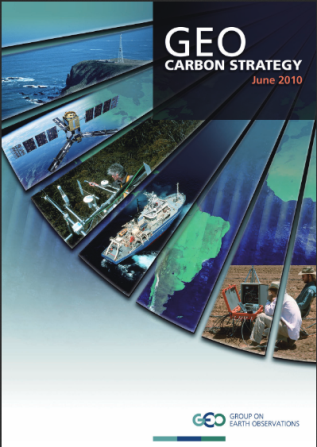 GEO
CARBON STRATEGY
June 2010
GEO GROUP ON
EARTH OBSERVATIONS